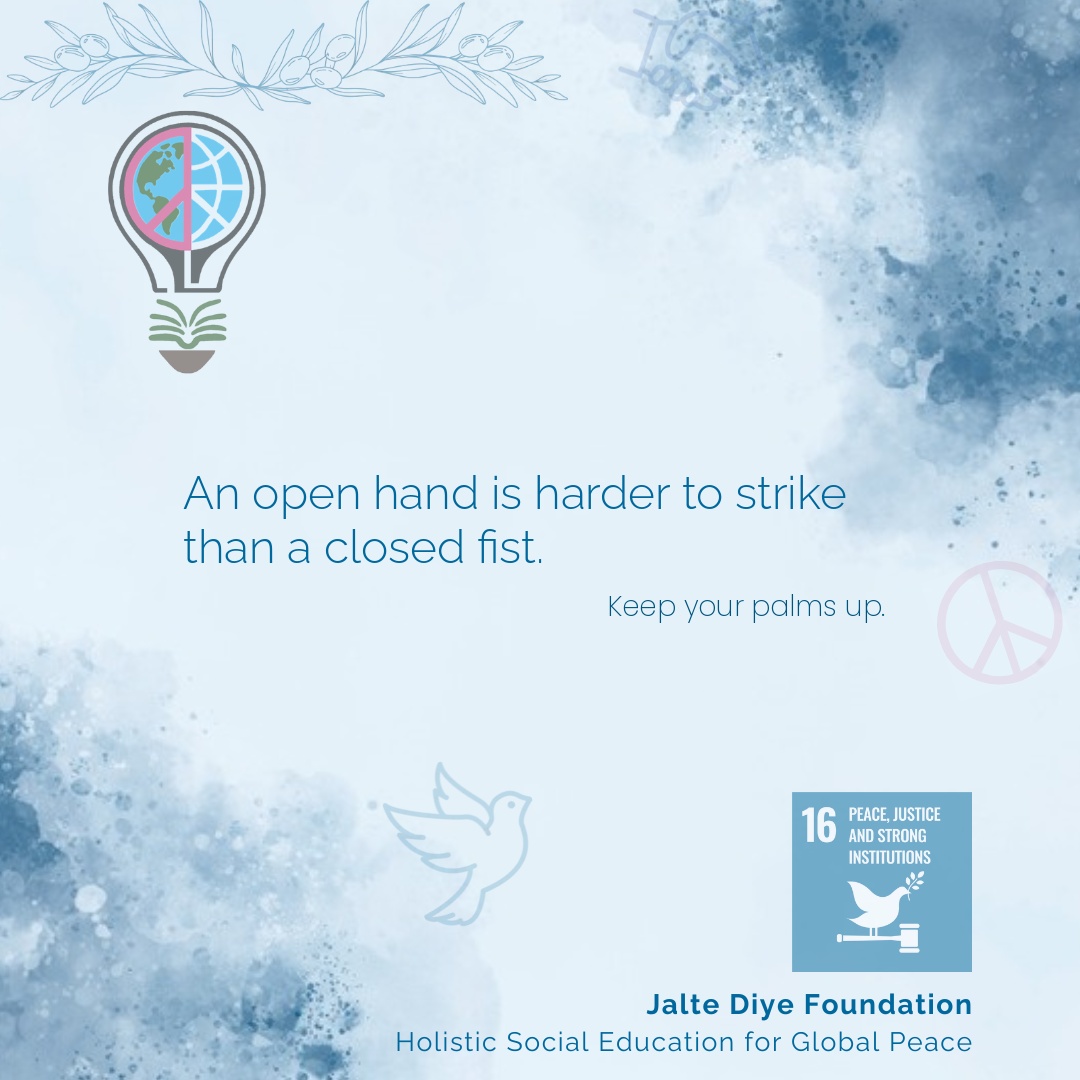 An open hand is harder to strike
than a closed fist.
Keep your palms up.
16 PEACE, JUSTICE
AND STRONG
INSTITUTIONS
Jalte Diye Foundation
Holistic Social Education for Global Peace